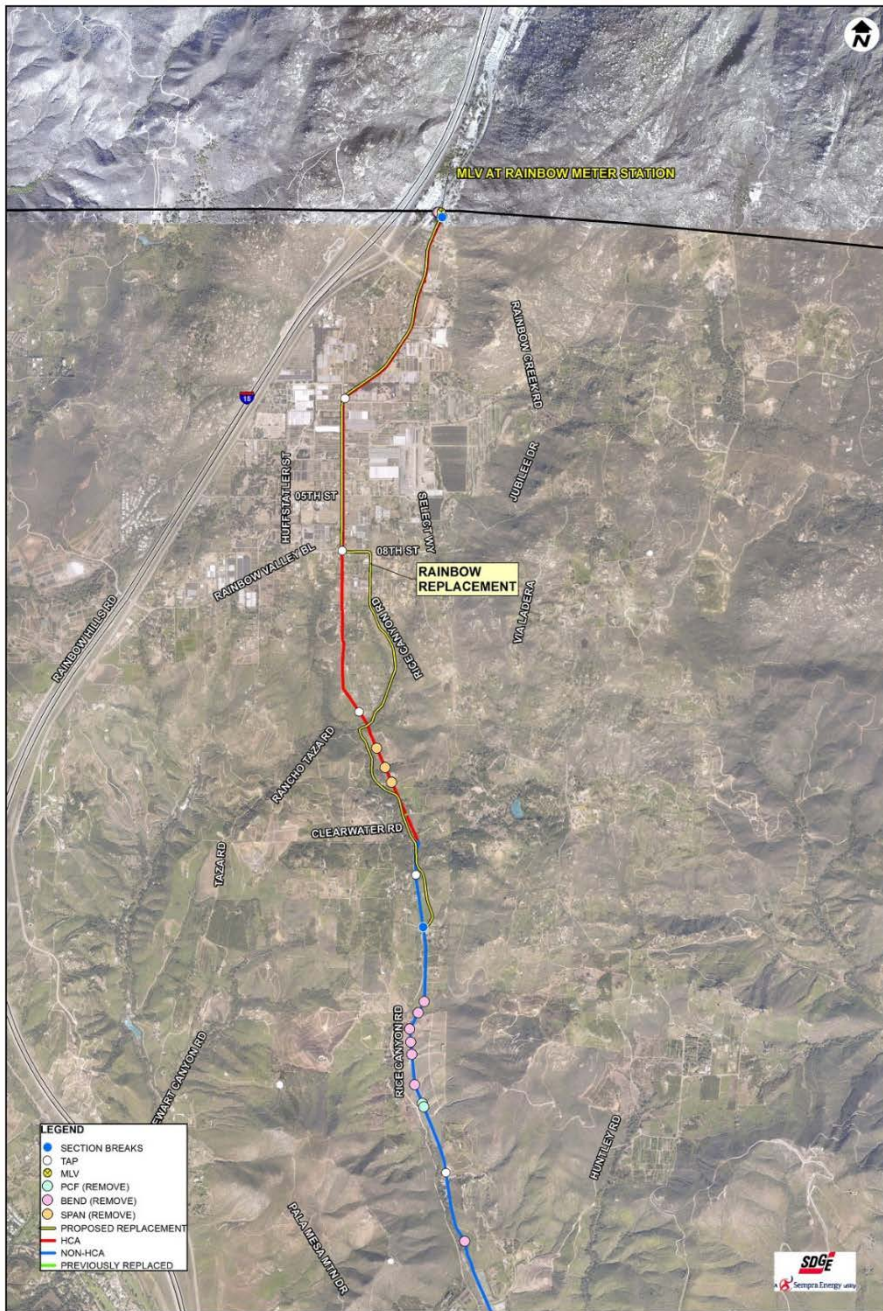 N
MLV AT RAINBOW METER STATION
RAINBOW CREEK RD
15
JUBILEE DR
HUFFSTATLER ST
05TH ST
SELECT WY
08TH ST
RAINBOW VALLEY BL
RAINBOW
REPLACEMENT
RAINBOW HILLS RD
VIA LADERA
RICE CANYON RD
RANCHO TAZA RD
CLEARWATER RD
TAZA RD
RICE CANYON RD
EWART CANYON RD
HUNTLEY RD
PALA MESA MTN DR
LEGEND
SECTION BREAKS
TAP
MLV
PCF (REMOVE)
BEND (REMOVE)
SPAN (REMOVE)
PROPOSED REPLACEMENT
HCA
NON-HCA
PREVIOUSLY REPLACED
SDGE
A Sempra Energy utility